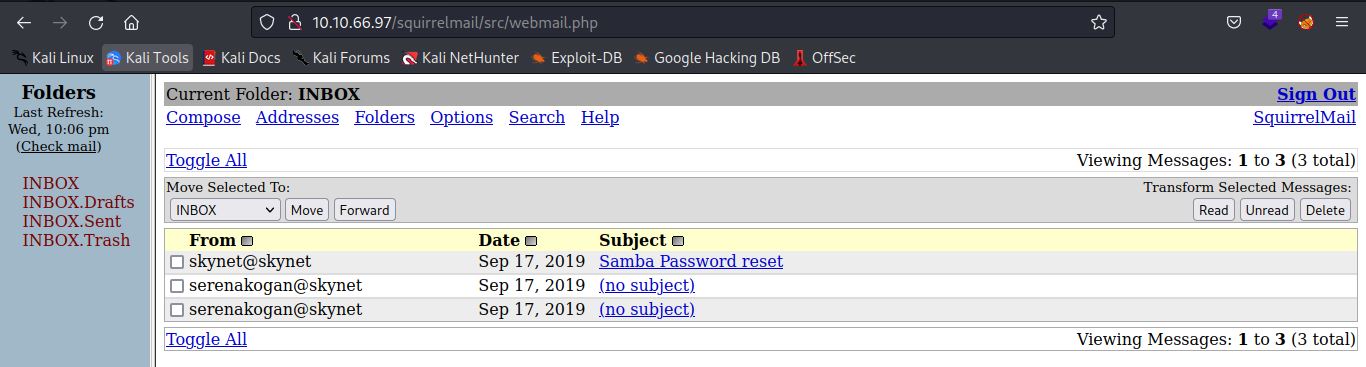 10.10.66.97/squirrelmail/src/webmail.php
4
Kali Linux Kali Tools Kali Docs Kali Forums Kali NetHunter Exploit-DB Google Hacking DB OffSec
Folders
Last Refresh:
Wed, 10:06 pm
(Check mail)
INBOX
INBOX.Drafts
INBOX.Sent
INBOX.Trash
Current Folder: INBOX Sign Out
Compose Addresses Folders Options Search Help SquirrelMail
Toggle All Viewing Messages: 1 to 3 (3 total)
Move Selected To: Transform Selected Messages:
INBOX Move Forward Read Unread Delete
From Date Subject
skynet@skynet Sep 17, 2019 Samba Password reset
serenakogan@skynet Sep 17, 2019 (no subject)
serenakogan@skynet Sep 17, 2019 (no subject)
Toggle All Viewing Messages: 1 to 3 (3 total)